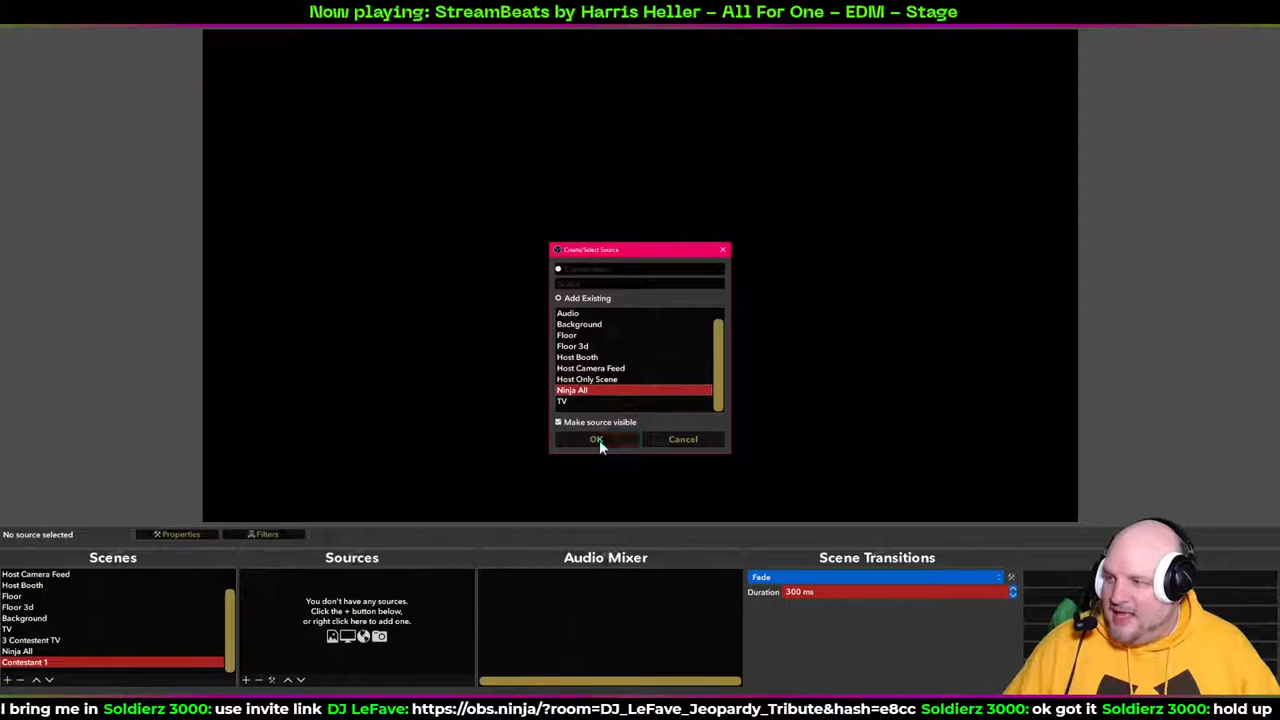 Now playing: StreamBeats by Harris Heller - All For One - EDM - Stage
Create/Select Source
Add Existing
Audio
Background
Floor
Floor 3d
Host Booth
Host Camera Feed
Host Only Scene
Ninja All
TV
Make source visible
OK
Cancel
No source selected
Properties
Filters
Scenes
Host Camera Feed
Host Booth
Floor
Floor 3d
Background
TV
3 Contestent TV
Ninja All
Contestant 1
Sources
You don't have any sources.
Click the + button below,
or right click here to add one.
Audio Mixer
Scene Transitions
Fade
Duration 300 ms
I bring me in Soldierz 3000: use invite link DJ LeFave: https://obs.ninja/?room=DJ_LeFave_Jeopardy_Tribute&hash=e8cc Soldierz 3000: ok got it Soldierz 3000: hold up